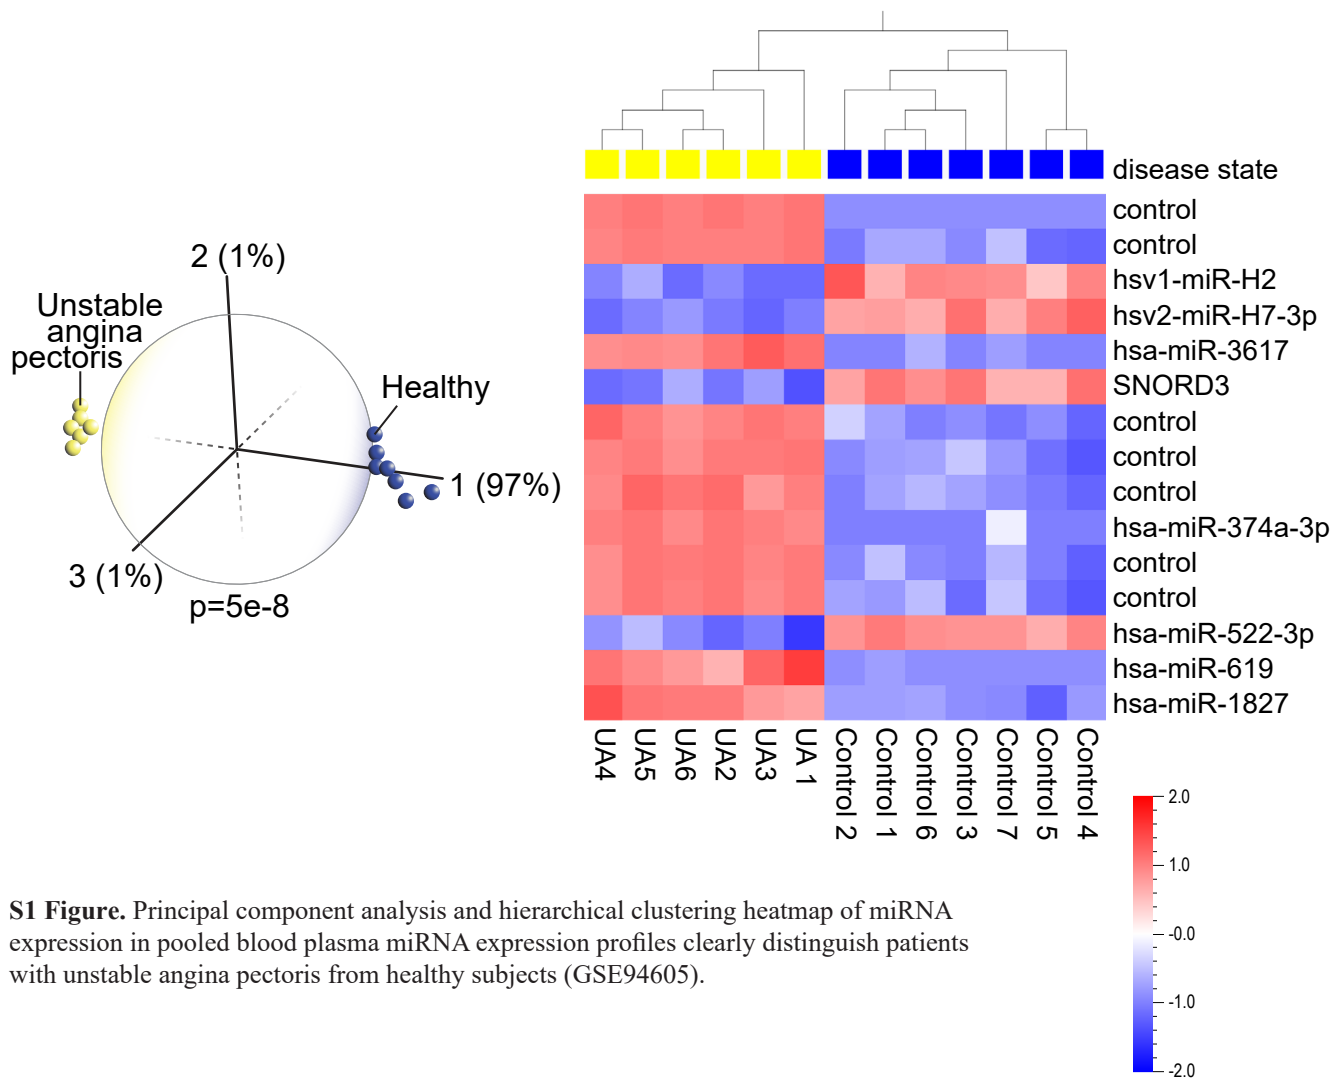 2 (1%)
Unstable
angina
pectoris
Healthy
1 (97%)
3 (1%)
p=5e-8
disease state
control
control
hsv1-miR-H2
hsv2-miR-H7-3p
hsa-miR-3617
SNORD3
control
control
control
hsa-miR-374a-3p
control
control
hsa-miR-522-3p
hsa-miR-619
hsa-miR-1827
UA4
UA5
UA6
UA2
UA3
UA 1
Control 2
Control 1
Control 6
Control 3
Control 7
Control 5
Control 4
2.0
1.0
-0.0
-1.0
-2.0
S1 Figure. Principal component analysis and hierarchical clustering heatmap of miRNA
expression in pooled blood plasma miRNA expression profiles clearly distinguish patients
with unstable angina pectoris from healthy subjects (GSE94605).